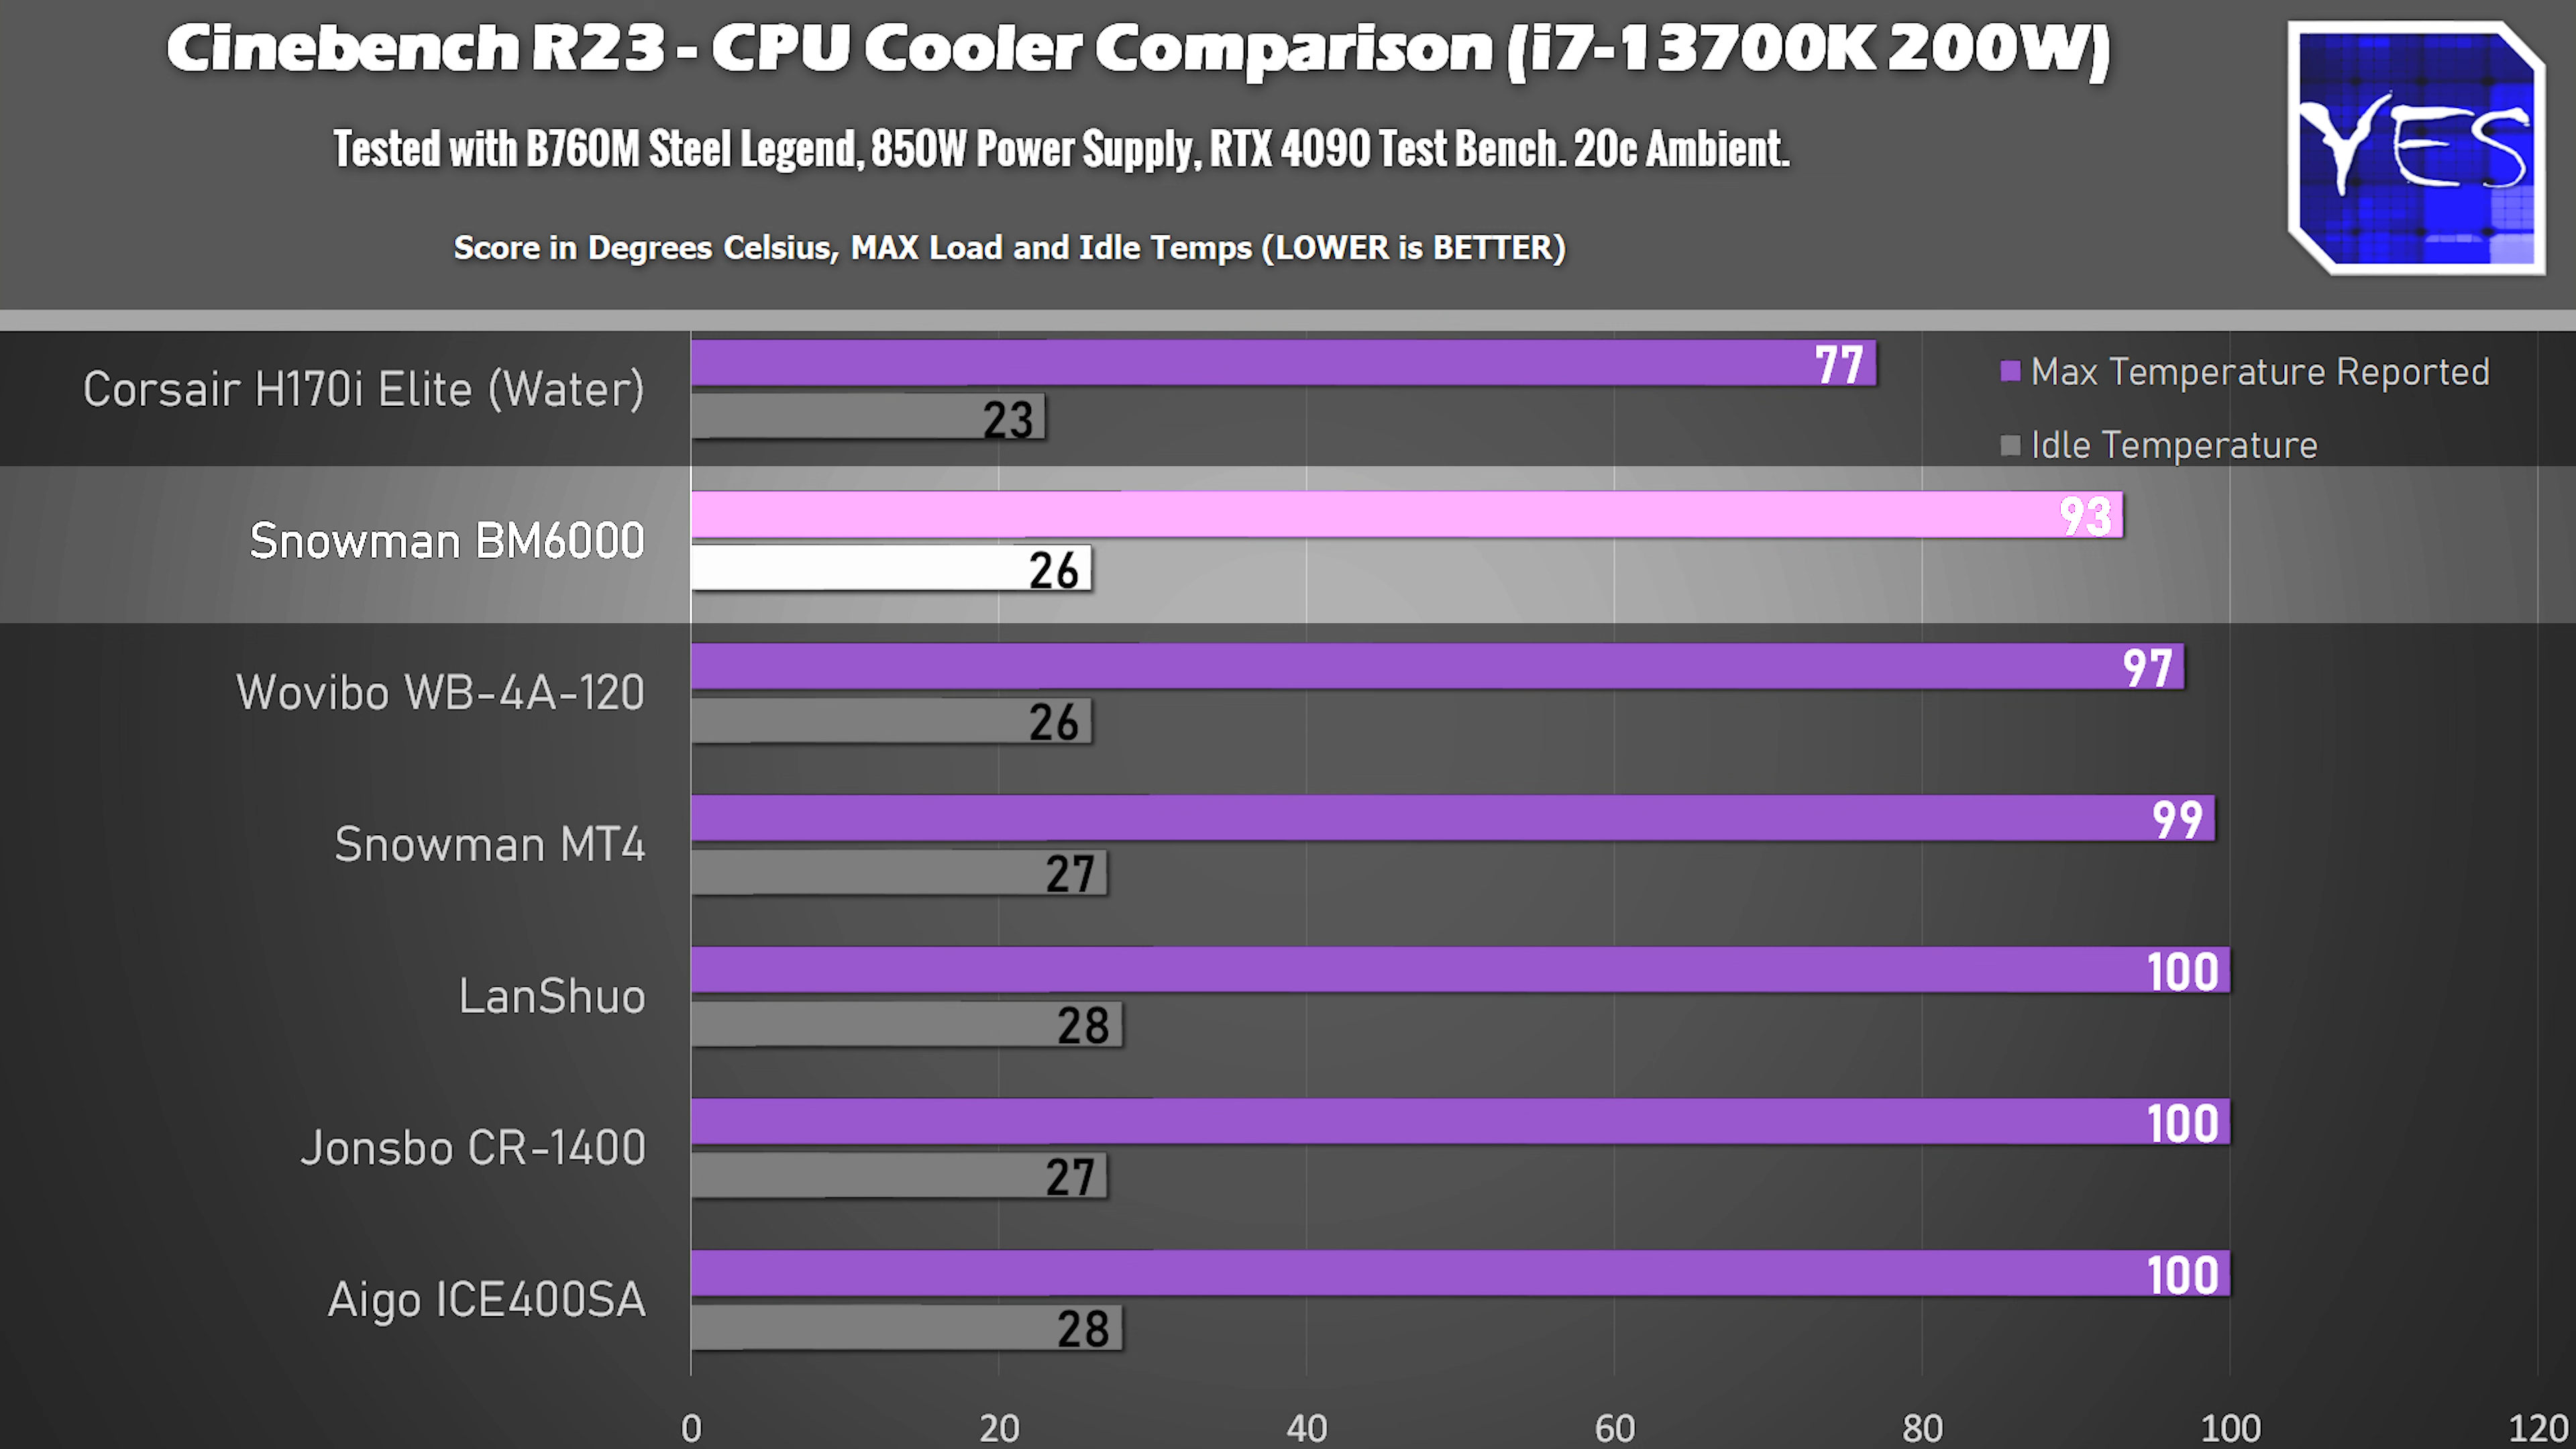 Cinebench R23 - CPU Cooler Comparison (i7-13700K 200W)
Tested with B760M Steel Legend, 850W Power Supply, RTX 4090 Test Bench. 20c Ambient.
Score in Degrees Celsius, MAX Load and Idle Temps (LOWER is BETTER)
YES
Max Temperature Reported
Idle Temperature
Corsair H170i Elite (Water)
77
23
Snowman BM6000
93
26
Wovibo WB-4A-120
97
26
Snowman MT4
99
27
LanShuo
100
28
Jonsbo CR-1400
100
27
Aigo ICE400SA
100
28
0 20 40 60 80 100 120